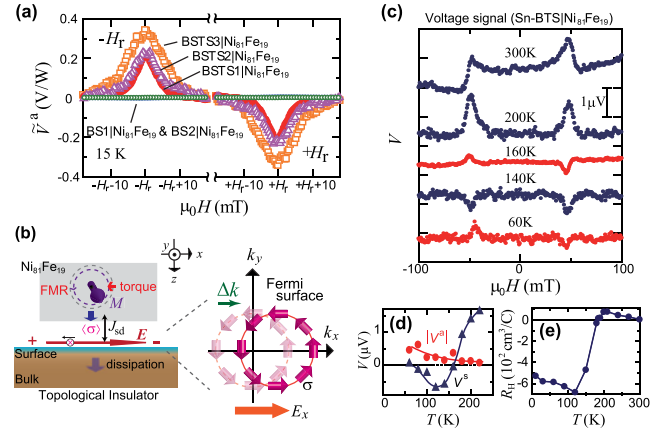 (a)
-Hr
BSTS3|Ni81Fe19
BSTS2|Ni81Fe19
BSTS1|Ni81Fe19
BS1|Ni81Fe19 & BS2|Ni81Fe19
15 K
+Hr
Ṽa (V/W)
0.4
0.2
0
-0.2
-0.4
-Hr-10 -Hr -Hr+10 +Hr-10 +Hr +Hr+10
μ0H (mT)
(b)
Ni81Fe19
FMR
torque
M
⟨σ⟩
Jsd
y
x
z
+ E -
Surface
dissipation
Bulk
Topological Insulator
ky
Δk
Fermi
surface
kx
σ
Ex
(c)
Voltage signal (Sn-BTS|Ni81Fe19)
300K
1μV
200K
160K
140K
60K
V
-100 -50 0 50 100
μ0H (mT)
(d)
|Va|
Vs
V(μV)
1
0
0 100 200
T (K)
(e)
RH (10² cm³/C)
0
-2
-4
-6
0 100 200 300
T (K)